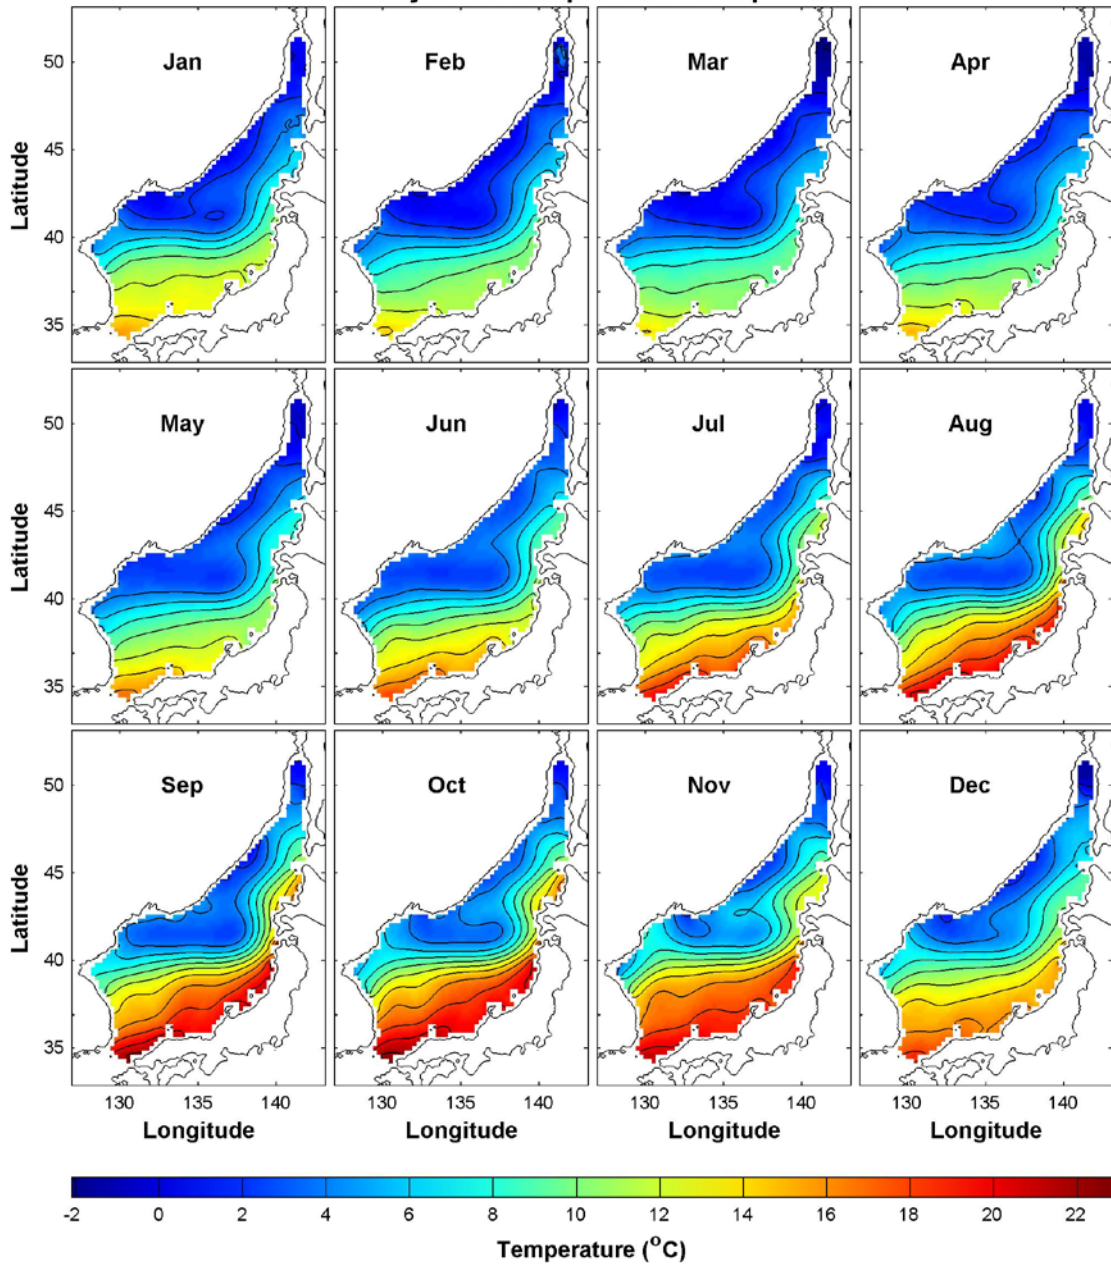 Jan Feb Mar Apr
50
45
40
35
Latitude
May Jun Jul Aug
50
45
40
35
Latitude
Sep Oct Nov Dec
50
45
40
35
Latitude
130 135 140 130 135 140 130 135 140 130 135 140
Longitude Longitude Longitude Longitude
-2 0 2 4 6 8 10 12 14 16 18 20 22
Temperature (°C)